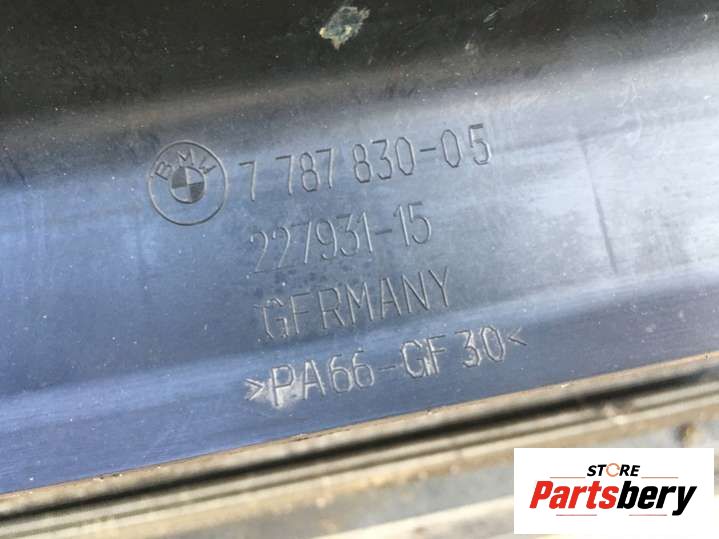 BMW 7 787 830-05
227931-15
GERMANY
>PA66-GF30<
STORE
Partsbery